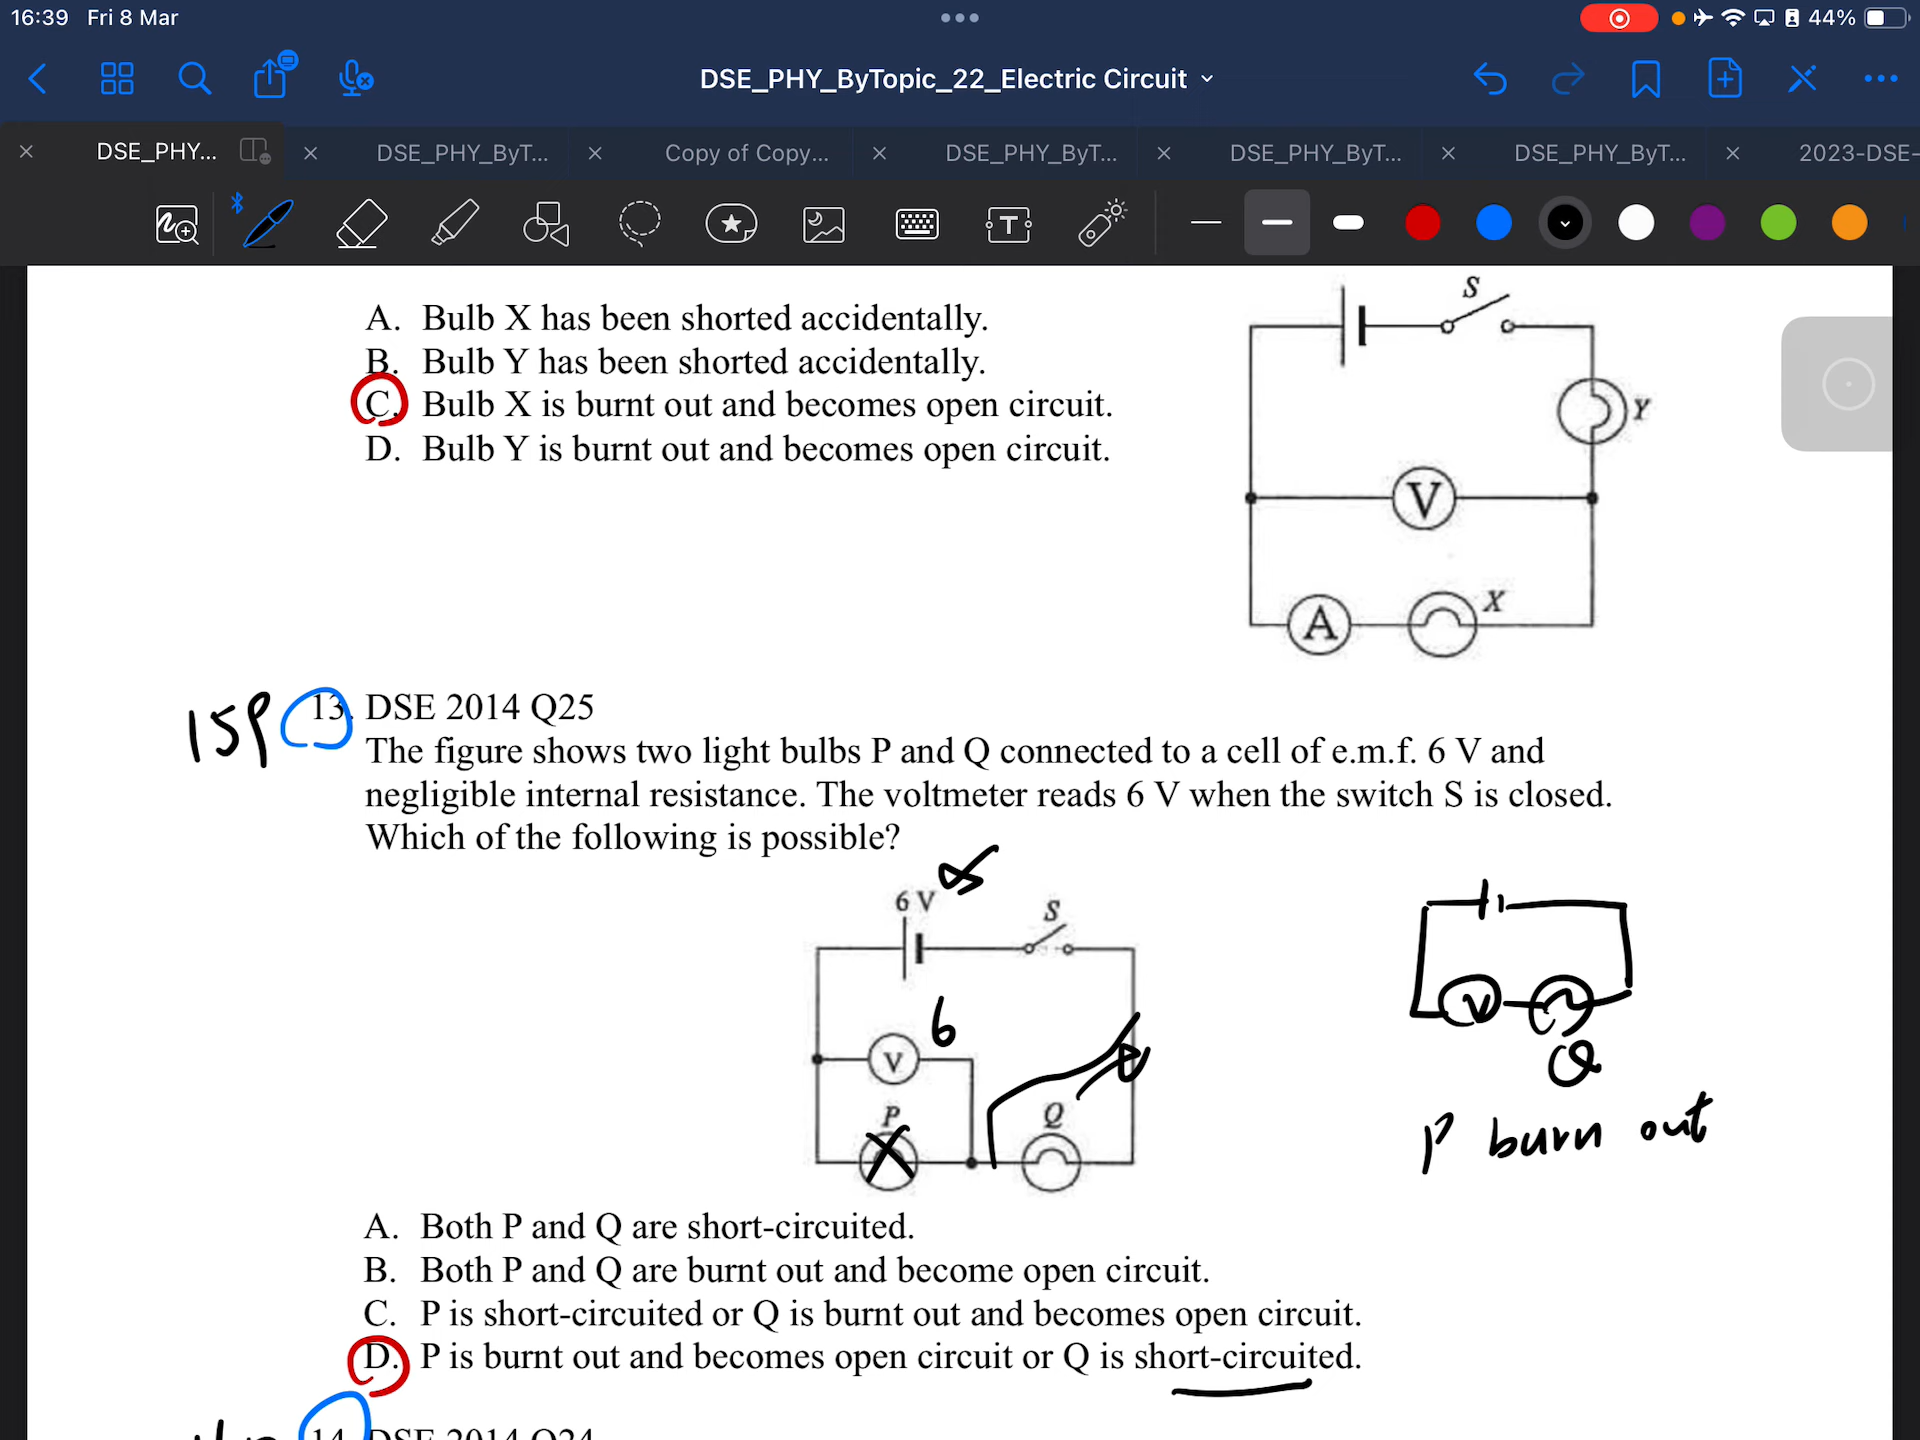 16:39 Fri 8 Mar
44%
DSE_PHY_ByTopic_22_Electric Circuit
DSE_PHY... DSE_PHY_ByT... Copy of Copy... DSE_PHY_ByT... DSE_PHY_ByT... DSE_PHY_ByT... 2023-DSE-
A. Bulb X has been shorted accidentally.
B. Bulb Y has been shorted accidentally.
C. Bulb X is burnt out and becomes open circuit.
D. Bulb Y is burnt out and becomes open circuit.
S
Y
V
A
X
13. DSE 2014 Q25
The figure shows two light bulbs P and Q connected to a cell of e.m.f. 6 V and
negligible internal resistance. The voltmeter reads 6 V when the switch S is closed.
Which of the following is possible?
6 V
S
6
V
P
Q
V
Q
P burn out
A. Both P and Q are short-circuited.
B. Both P and Q are burnt out and become open circuit.
C. P is short-circuited or Q is burnt out and becomes open circuit.
D. P is burnt out and becomes open circuit or Q is short-circuited.
14. DSE 2014 Q24